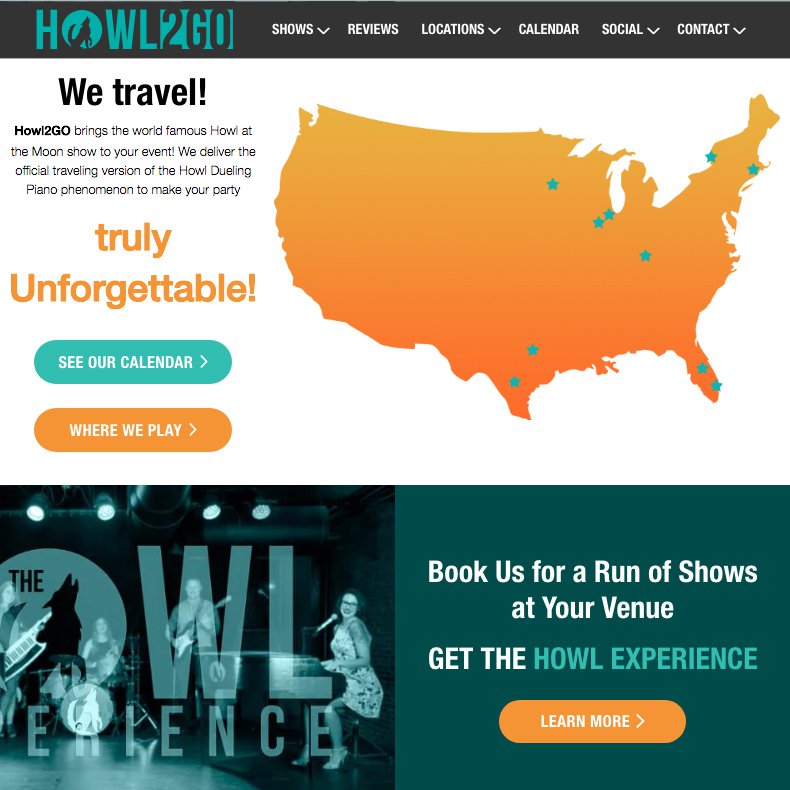 HOWL2GO
SHOWS REVIEWS LOCATIONS CALENDAR SOCIAL CONTACT
We travel!
Howl2GO brings the world famous Howl at
the Moon show to your event! We deliver the
official traveling version of the Howl Dueling
Piano phenomenon to make your party
truly
Unforgettable!
SEE OUR CALENDAR
WHERE WE PLAY
THE
OWL
ERIENCE
Book Us for a Run of Shows
at Your Venue
GET THE HOWL EXPERIENCE
LEARN MORE